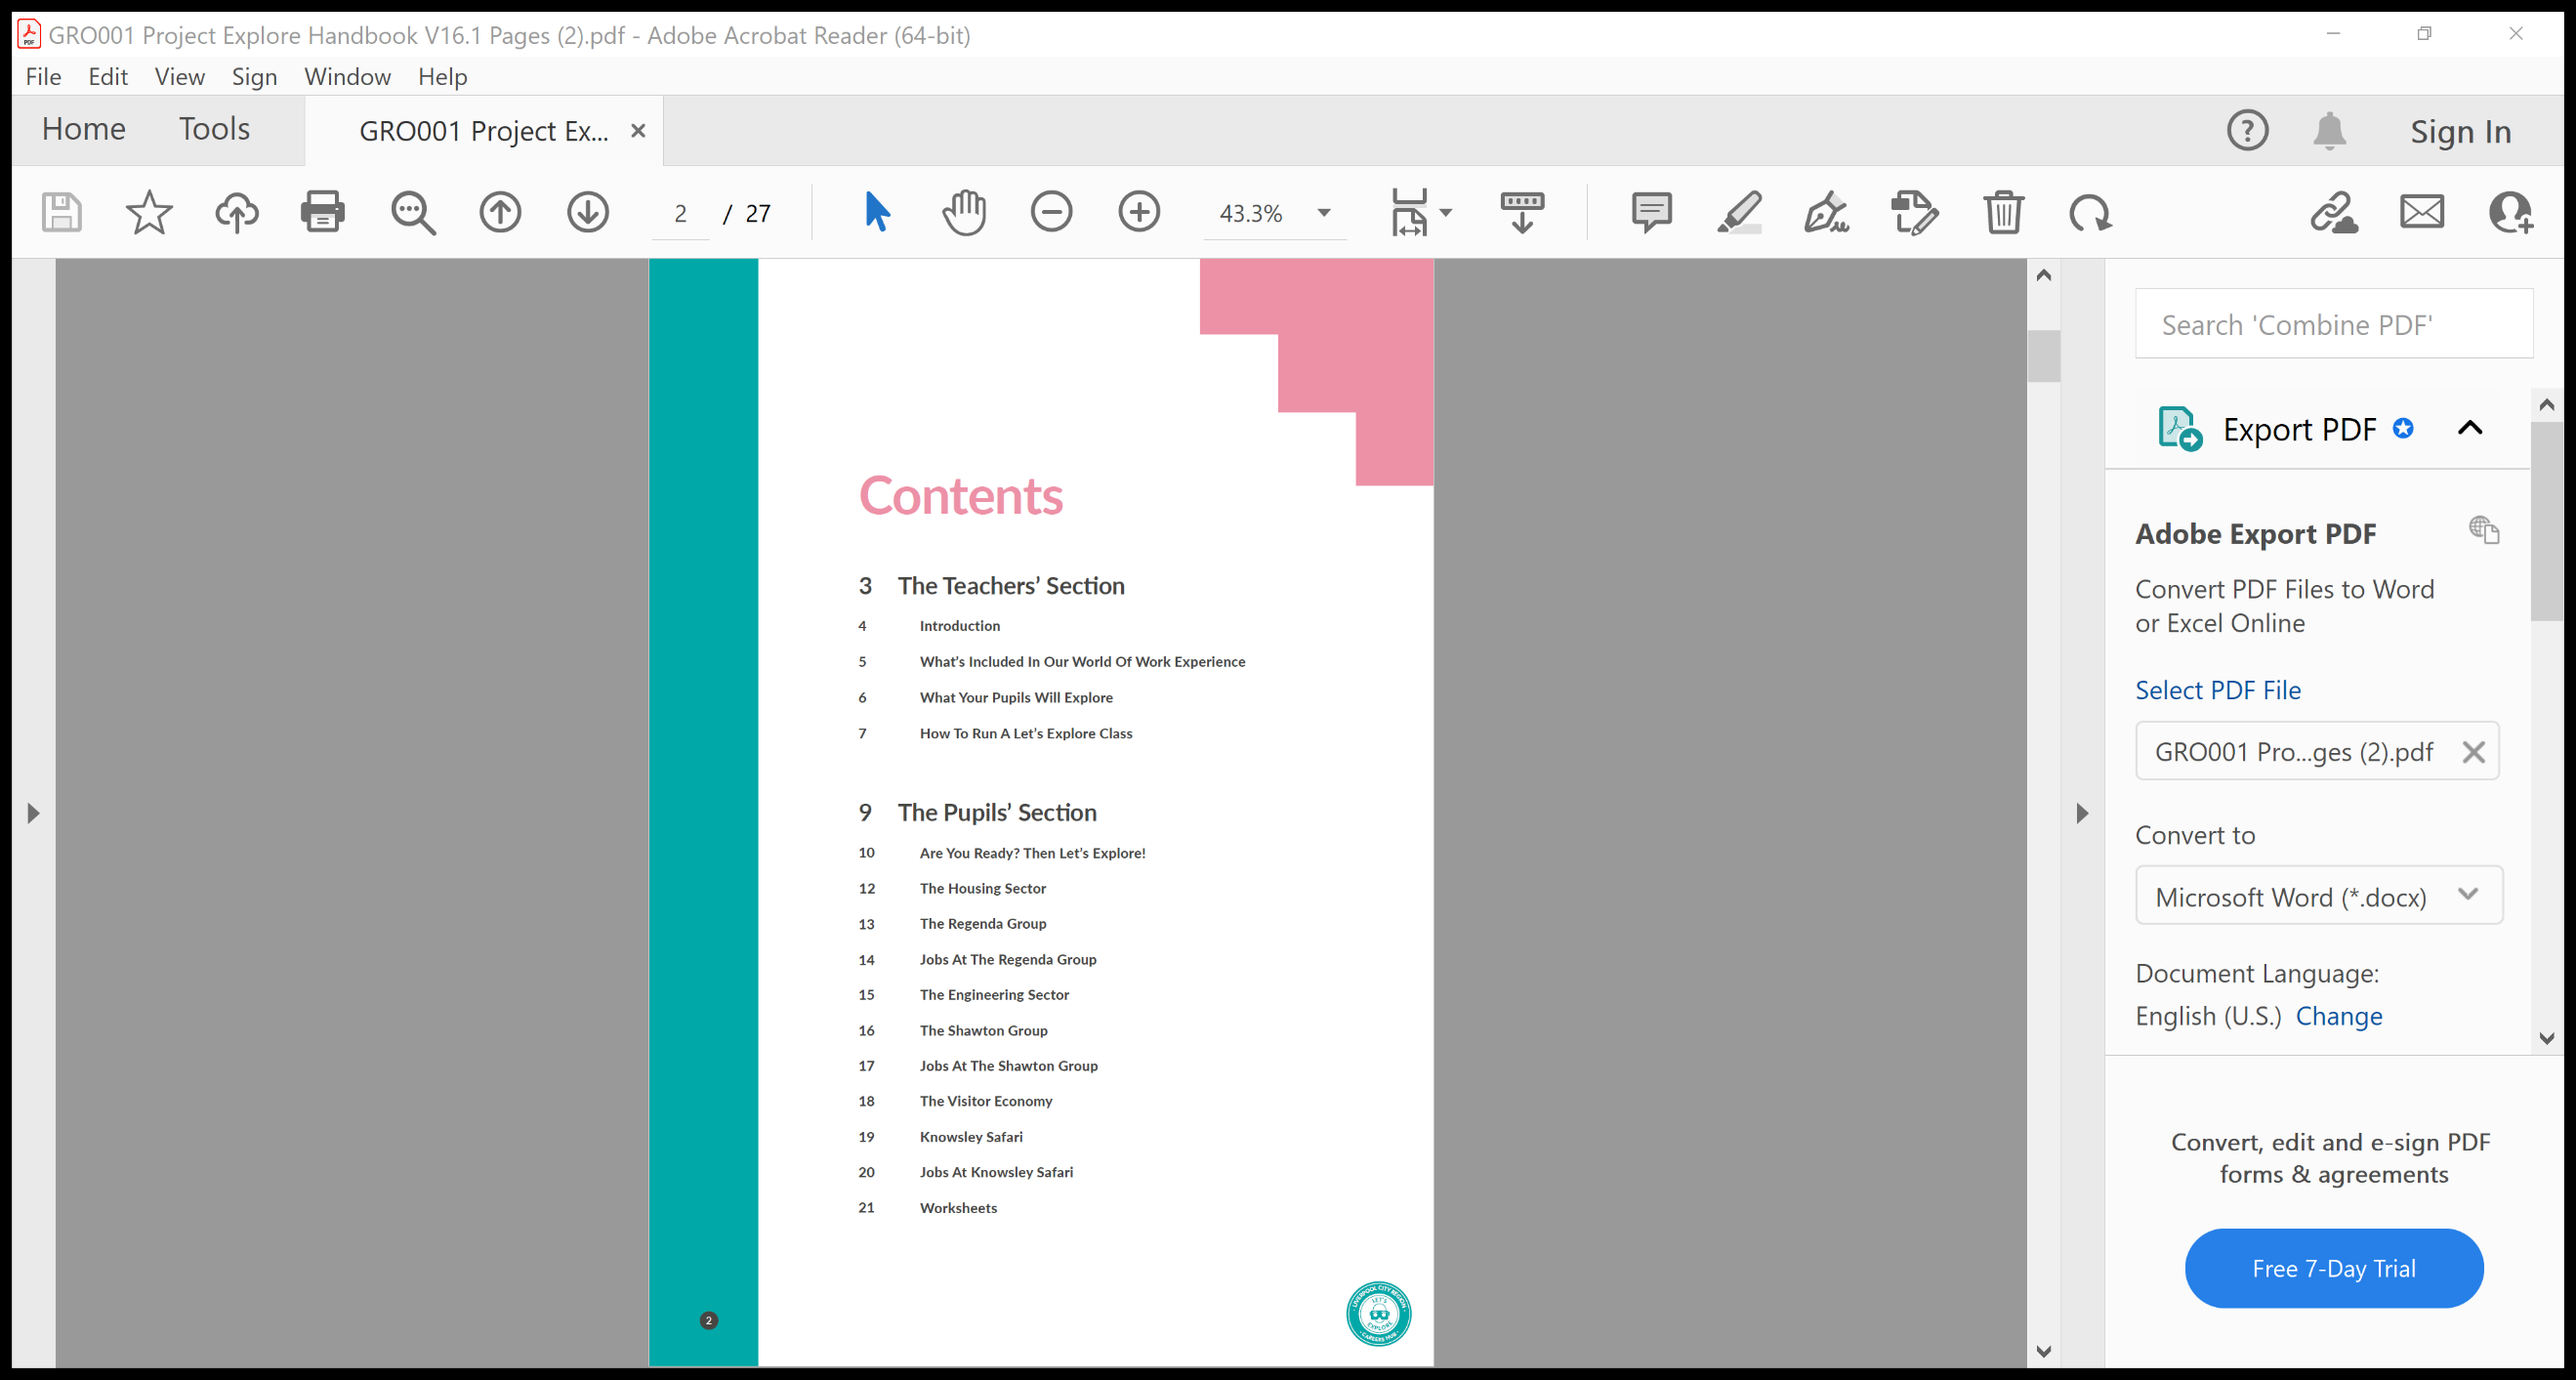 GRO001 Project Explore Handbook V16.1 Pages (2).pdf - Adobe Acrobat Reader (64-bit)
File Edit View Sign Window Help
Home Tools GRO001 Project Ex... Sign In
2 / 27 43.3%
Contents
3 The Teachers’ Section
4 Introduction
5 What’s Included In Our World Of Work Experience
6 What Your Pupils Will Explore
7 How To Run A Let’s Explore Class
9 The Pupils’ Section
10 Are You Ready? Then Let’s Explore!
12 The Housing Sector
13 The Regenda Group
14 Jobs At The Regenda Group
15 The Engineering Sector
16 The Shawton Group
17 Jobs At The Shawton Group
18 The Visitor Economy
19 Knowsley Safari
20 Jobs At Knowsley Safari
21 Worksheets
2
LIVERPOOL CITY REGION
LET'S
EXPLORE
CAREERS HUB
Search 'Combine PDF'
Export PDF
Adobe Export PDF
Convert PDF Files to Word
or Excel Online
Select PDF File
GRO001 Pro...ges (2).pdf
Convert to
Microsoft Word (*.docx)
Document Language:
English (U.S.) Change
Convert, edit and e-sign PDF
forms & agreements
Free 7-Day Trial